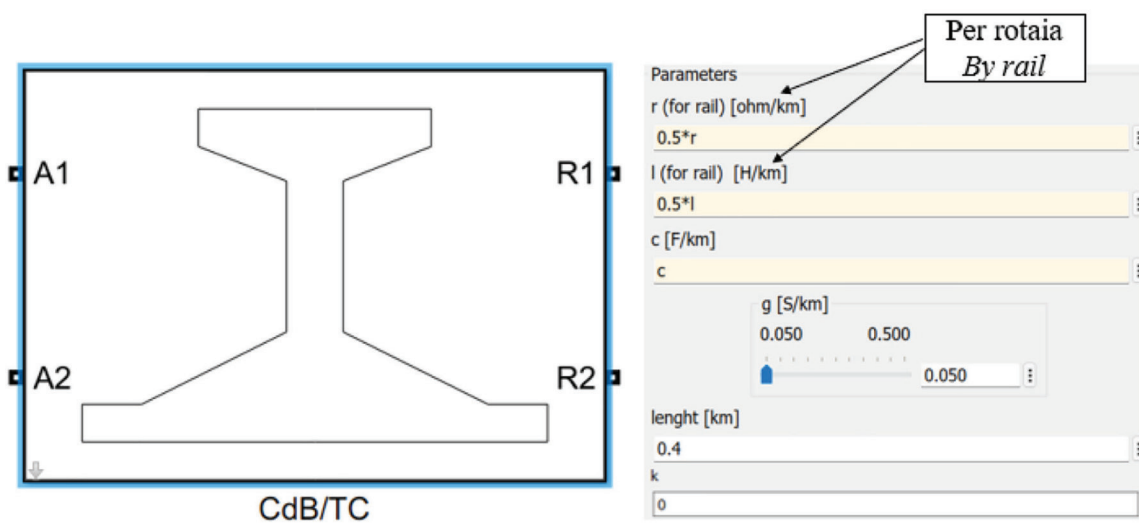 A1
A2
R1
R2
CdB/TC
Per rotaia
By rail
Parameters
r (for rail) [ohm/km]
0.5*r
l (for rail) [H/km]
0.5*l
c [F/km]
c
g [S/km]
0.050 0.500
0.050
lenght [km]
0.4
k
0